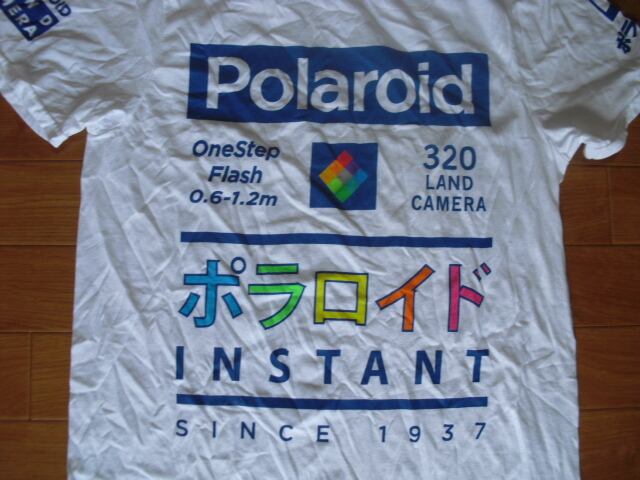 Polaroid
OneStep
Flash
0.6-1.2m
320
LAND
CAMERA
ポラロイド
INSTANT
SINCE 1937